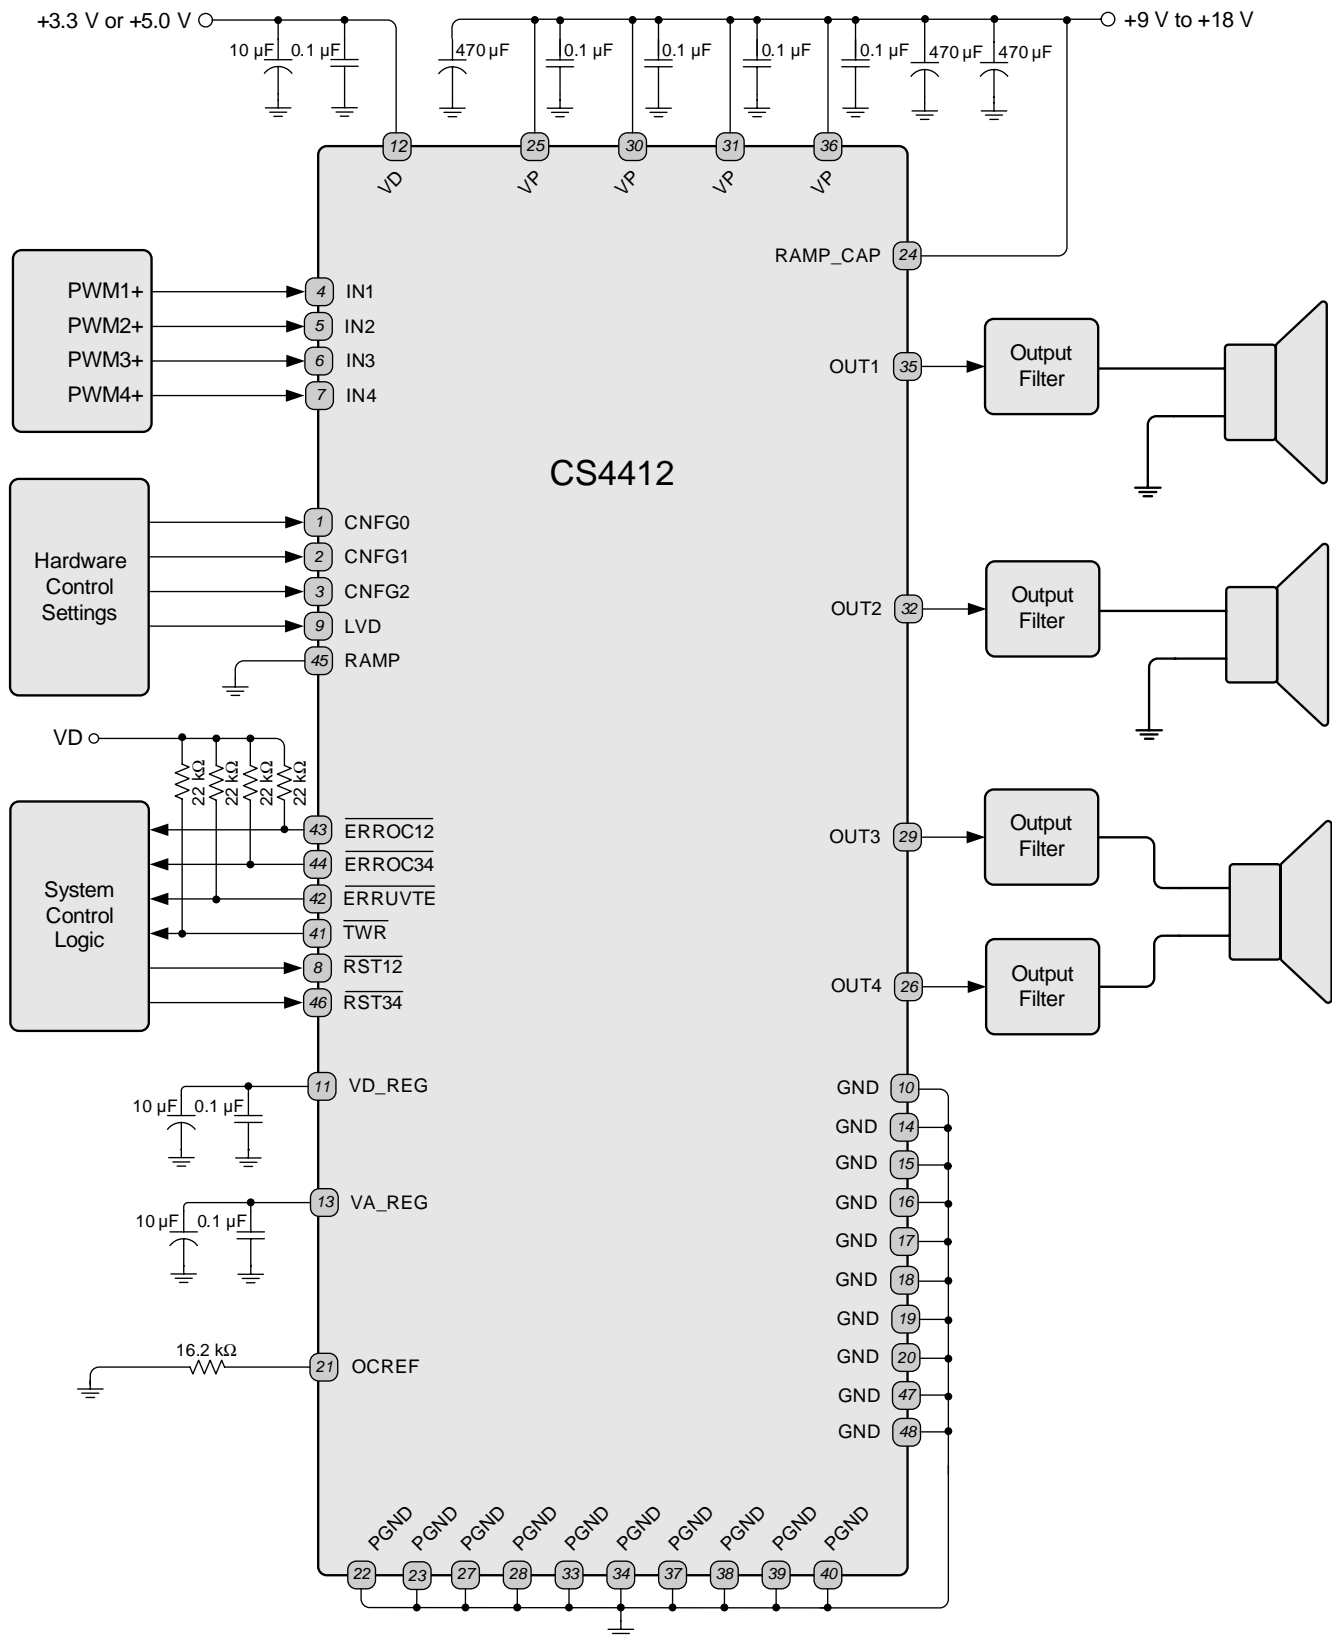 +3.3 V or +5.0 V
10 µF
0.1 µF
470 µF
0.1 µF
0.1 µF
0.1 µF
0.1 µF
470 µF
470 µF
+9 V to +18 V
12
25
30
31
36
VD
VP
VP
VP
VP
RAMP_CAP
24
PWM1+
4
IN1
PWM2+
5
IN2
PWM3+
6
IN3
PWM4+
7
IN4
OUT1
35
Output
Filter
CS4412
Hardware
Control
Settings
1
CNFG0
2
CNFG1
3
CNFG2
9
LVD
45
RAMP
OUT2
32
Output
Filter
VD
22 kΩ
22 kΩ
22 kΩ
22 kΩ
System
Control
Logic
43
ERROC12
44
ERROC34
42
ERRUVTE
41
TWR
8
RST12
46
RST34
OUT3
29
Output
Filter
OUT4
26
Output
Filter
11
VD_REG
10 µF
0.1 µF
13
VA_REG
10 µF
0.1 µF
16.2 kΩ
21
OCREF
GND
10
GND
14
GND
15
GND
16
GND
17
GND
18
GND
19
GND
20
GND
47
GND
48
PGND
PGND
PGND
PGND
PGND
PGND
PGND
PGND
PGND
PGND
22
23
27
28
33
34
37
38
39
40